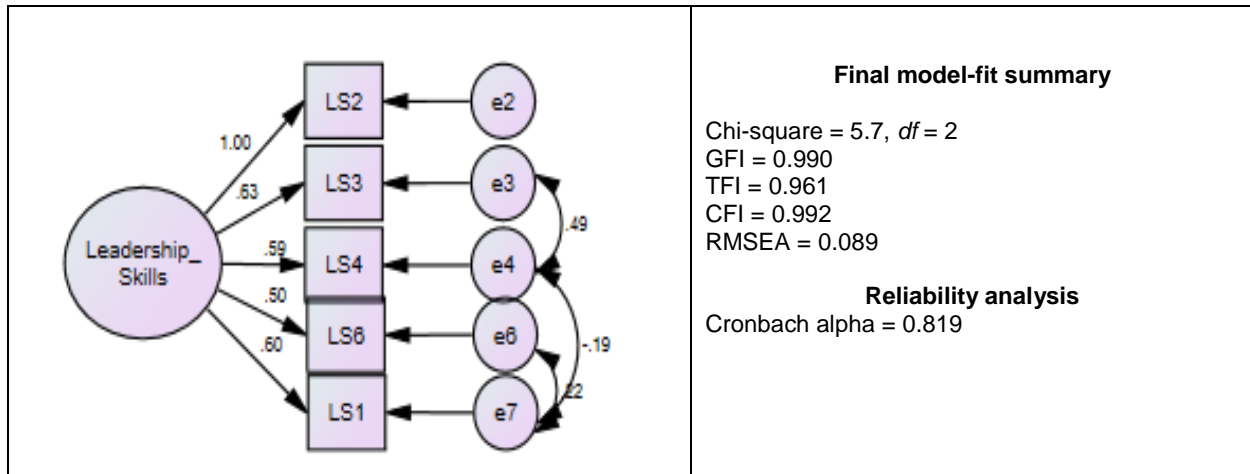 LS2
e2
1.00
LS3
e3
.63
.49
Leadership_
Skills
.59
LS4
e4
.50
LS6
e6
-.19
.60
.22
LS1
e7
Final model-fit summary
Chi-square = 5.7, df = 2
GFI = 0.990
TFI = 0.961
CFI = 0.992
RMSEA = 0.089
Reliability analysis
Cronbach alpha = 0.819